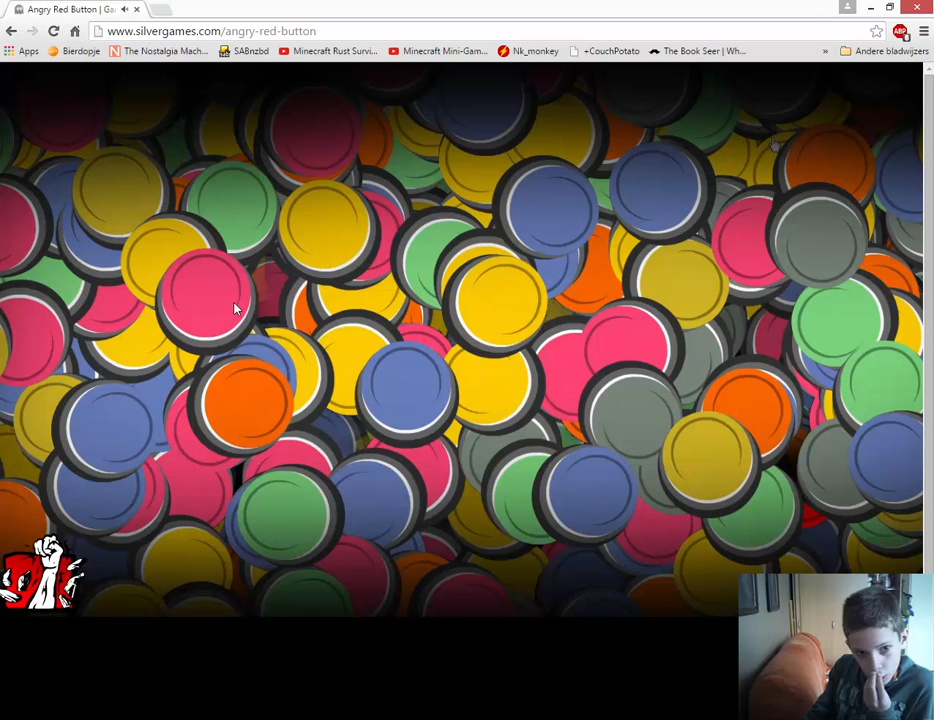 Angry Red Button | Ga
www.silvergames.com/angry-red-button
Apps Bierdopje The Nostalgia Mach... SABnzbd Minecraft Rust Survi... Minecraft Mini-Gam... Nk_monkey +CouchPotato The Book Seer | Wh... » Andere bladwijzers
ABP